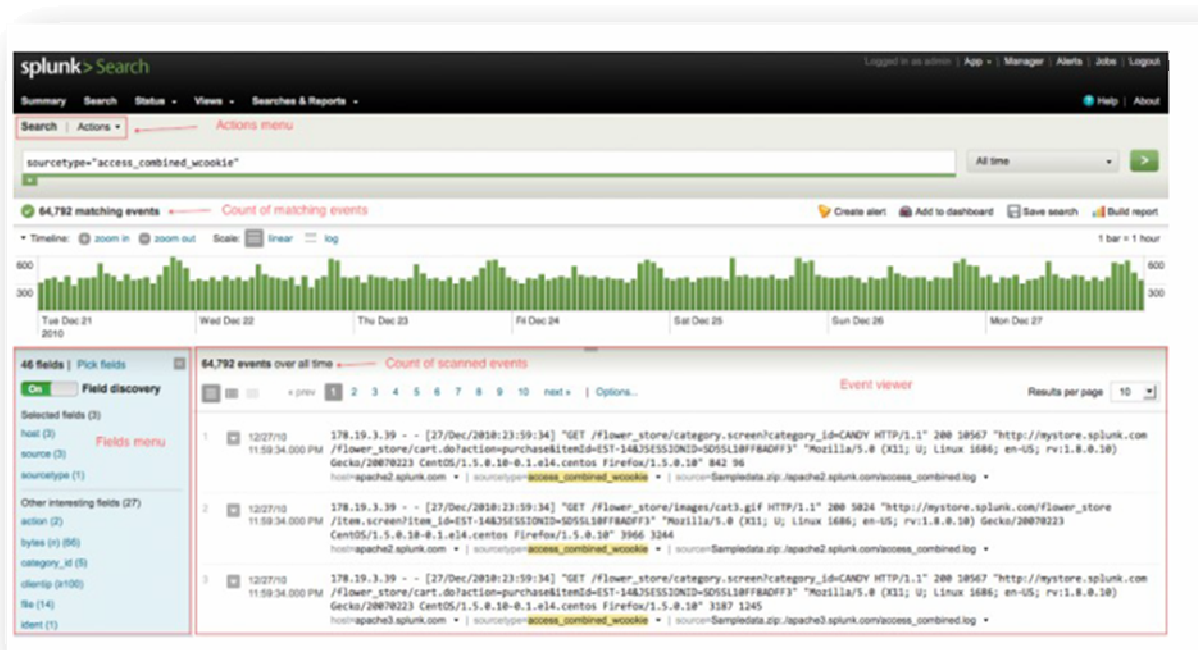 splunk> Search
Logged in as admin | App | Manager | Alerts | Jobs | Logout
Summary Search Status Views Searches & Reports
Help | About
Search | Actions
Actions menu
sourcetype="access_combined_wcookie"
All time
>
64,792 matching events
Count of matching events
Create alert Add to dashboard Save search Build report
Timeline: zoom in zoom out Scale: linear log
1 bar = 1 hour
600 600
300 300
Tue Dec 21 Wed Dec 22 Thu Dec 23 Fri Dec 24 Sat Dec 25 Sun Dec 26 Mon Dec 27
2010
46 fields | Pick fields
On Field discovery
Selected fields (3)
host (3)
Fields menu
source (3)
sourcetype (1)
Other interesting fields (27)
action (2)
bytes (n) (66)
category_id (5)
clientip (≥100)
file (14)
ident (1)
64,792 events over all time
Count of scanned events
Event viewer
« prev 1 2 3 4 5 6 7 8 9 10 next » | Options...
Results per page 10
1 12/27/10 178.19.3.39 - - [27/Dec/2010:23:59:34] "GET /flower_store/category.screen?category_id=CANDY HTTP/1.1" 200 10567 "http://mystore.splunk.com
11:59:34.000 PM /flower_store/cart.do?action=purchase&itemId=EST-14&JSESSIONID=SD5SL10FF8ADFF3" "Mozilla/5.0 (X11; U; Linux i686; en-US; rv:1.8.0.10)
Gecko/20070223 CentOS/1.5.0.10-0.1.el4.centos Firefox/1.5.0.10" 842 96
host=apache2.splunk.com | sourcetype=access_combined_wcookie | source=Sampledata.zip:/apache2.splunk.com/access_combined.log
2 12/27/10 178.19.3.39 - - [27/Dec/2010:23:59:34] "GET /flower_store/images/cat3.gif HTTP/1.1" 200 5024 "http://mystore.splunk.com/flower_store
11:59:34.000 PM /item.screen?item_id=EST-14&JSESSIONID=SD5SL10FF8ADFF3" "Mozilla/5.0 (X11; U; Linux i686; en-US; rv:1.8.0.10) Gecko/20070223
CentOS/1.5.0.10-0.1.el4.centos Firefox/1.5.0.10" 3966 3244
host=apache2.splunk.com | sourcetype=access_combined_wcookie | source=Sampledata.zip:/apache2.splunk.com/access_combined.log
3 12/27/10 178.19.3.39 - - [27/Dec/2010:23:59:34] "GET /flower_store/category.screen?category_id=CANDY HTTP/1.1" 200 10567 "http://mystore.splunk.com
11:59:34.000 PM /flower_store/cart.do?action=purchase&itemId=EST-14&JSESSIONID=SD5SL10FF8ADFF3" "Mozilla/5.0 (X11; U; Linux i686; en-US; rv:1.8.0.10)
Gecko/20070223 CentOS/1.5.0.10-0.1.el4.centos Firefox/1.5.0.10" 3187 1245
host=apache3.splunk.com | sourcetype=access_combined_wcookie | source=Sampledata.zip:/apache3.splunk.com/access_combined.log